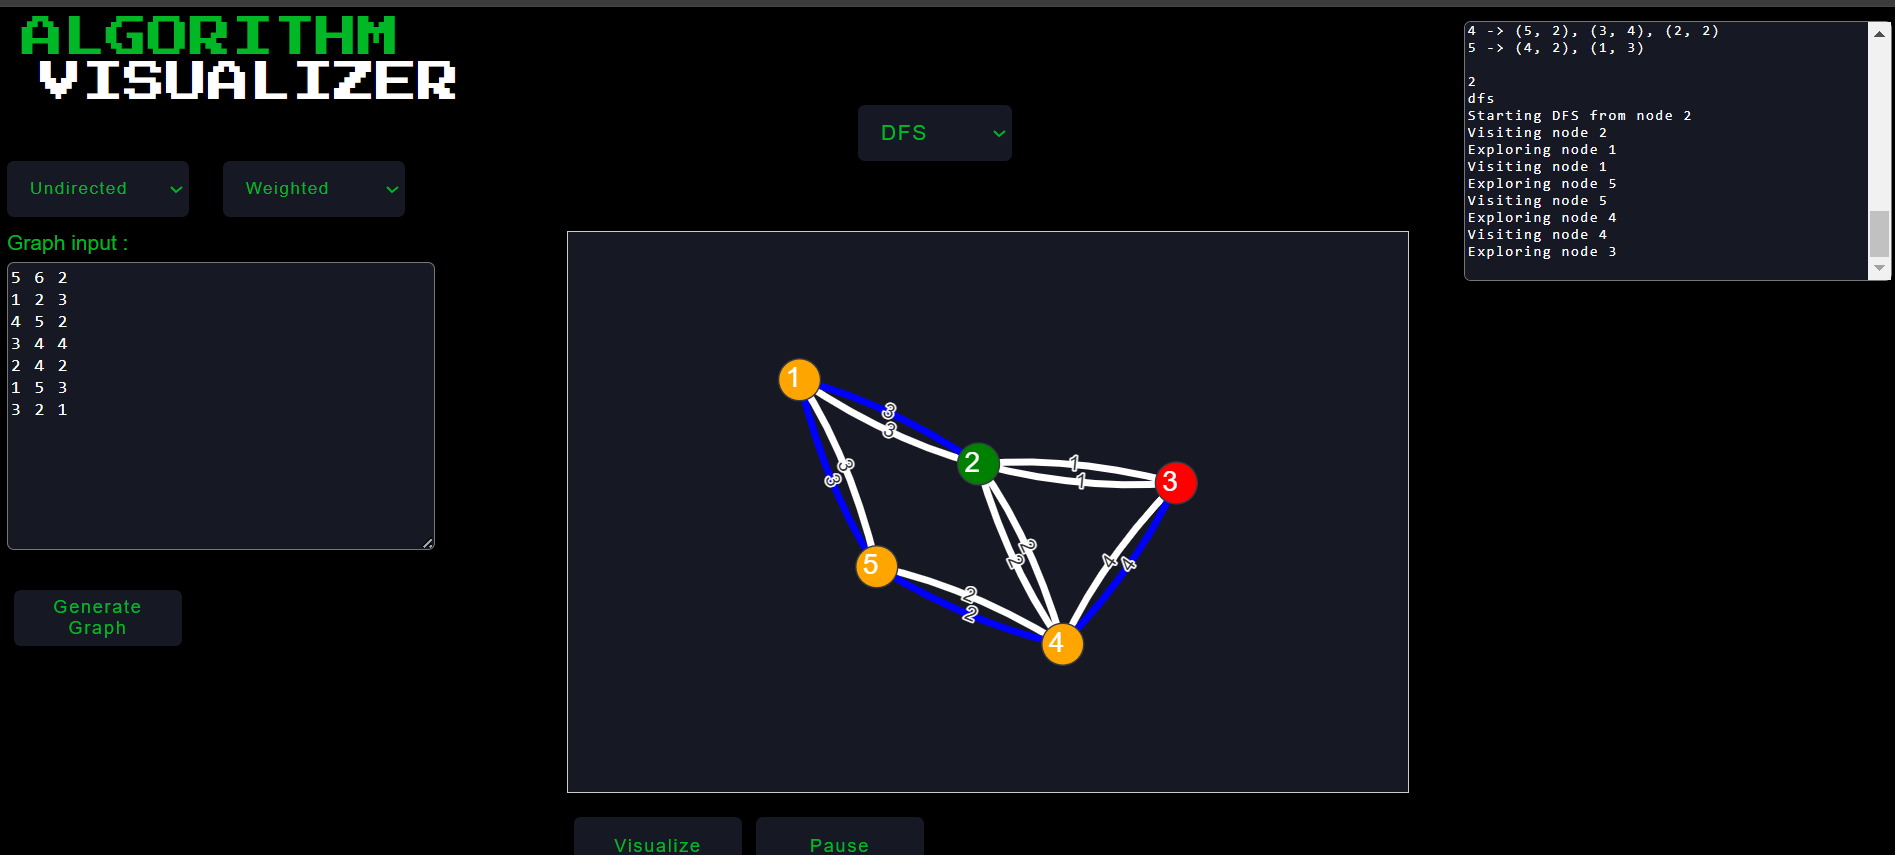 ALGORITHM
VISUALIZER
DFS
Undirected
Weighted
Graph input :
5 6 2
1 2 3
4 5 2
3 4 4
2 4 2
1 5 3
3 2 1
Generate
Graph
1
3
3
2
1
1
3
3
3
2
2
4
4
5
2
2
4
Visualize
Pause
4 -> (5, 2), (3, 4), (2, 2)
5 -> (4, 2), (1, 3)
2
dfs
Starting DFS from node 2
Visiting node 2
Exploring node 1
Visiting node 1
Exploring node 5
Visiting node 5
Exploring node 4
Visiting node 4
Exploring node 3